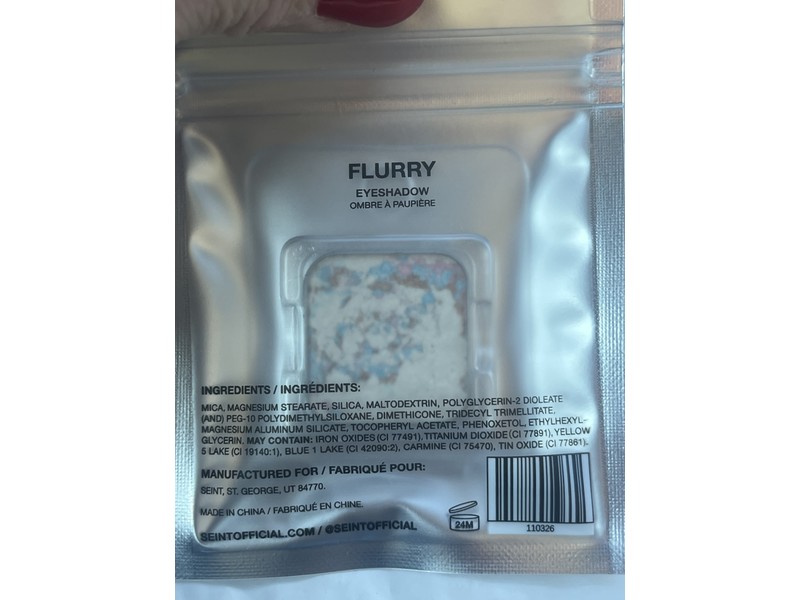 FLURRY
EYESHADOW
OMBRE À PAUPIÈRE
INGREDIENTS / INGRÉDIENTS:
MICA, MAGNESIUM STEARATE, SILICA, MALTODEXTRIN, POLYGLYCERIN-2 DIOLEATE
(AND) PEG-10 POLYDIMETHYLSILOXANE, DIMETHICONE, TRIDECYL TRIMELLITATE,
MAGNESIUM ALUMINUM SILICATE, TOCOPHERYL ACETATE, PHENOXETOL, ETHYLHEXYL-
GLYCERIN, MAY CONTAIN: IRON OXIDES (CI 77491), TITANIUM DIOXIDE (CI 77891), YELLOW
5 LAKE (CI 19140:1), BLUE 1 LAKE (CI 42090:2), CARMINE (CI 75470), TIN OXIDE (CI 77861).
MANUFACTURED FOR / FABRIQUÉ POUR:
SEINT, ST. GEORGE, UT 84770.
MADE IN CHINA / FABRIQUÉ EN CHINE.
SEINTOFFICIAL.COM / @SEINTOFFICIAL
24M
110326